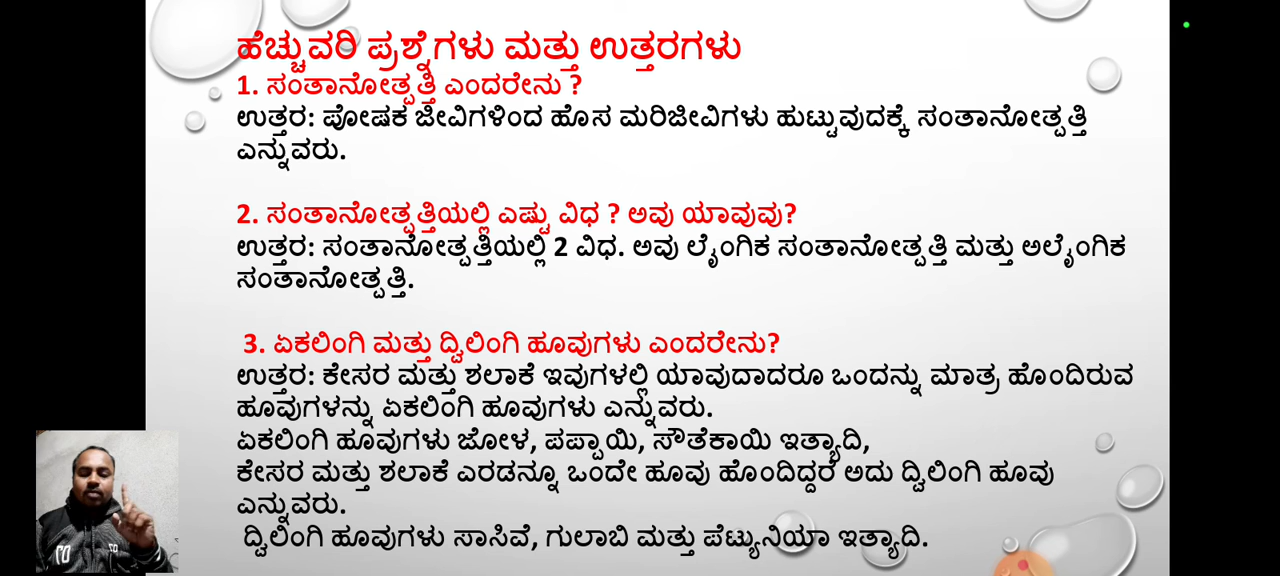 ಹೆಚ್ಚುವರಿ ಪ್ರಶ್ನೆಗಳು ಮತ್ತು ಉತ್ತರಗಳು
1. ಸಂತಾನೋತ್ಪತ್ತಿ ಎಂದರೇನು ?
ಉತ್ತರ: ಪೋಷಕ ಜೀವಿಗಳಿಂದ ಹೊಸ ಮರಿಜೀವಿಗಳು ಹುಟ್ಟುವುದಕ್ಕೆ ಸಂತಾನೋತ್ಪತ್ತಿ
ಎನ್ನುವರು.
2. ಸಂತಾನೋತ್ಪತ್ತಿಯಲ್ಲಿ ಎಷ್ಟು ವಿಧ ? ಅವು ಯಾವುವು?
ಉತ್ತರ: ಸಂತಾನೋತ್ಪತ್ತಿಯಲ್ಲಿ 2 ವಿಧ. ಅವು ಲೈಂಗಿಕ ಸಂತಾನೋತ್ಪತ್ತಿ ಮತ್ತು ಅಲೈಂಗಿಕ
ಸಂತಾನೋತ್ಪತ್ತಿ.
3. ಏಕಲಿಂಗಿ ಮತ್ತು ದ್ವಿಲಿಂಗಿ ಹೂವುಗಳು ಎಂದರೇನು?
ಉತ್ತರ: ಕೇಸರ ಮತ್ತು ಶಲಾಕೆ ಇವುಗಳಲ್ಲಿ ಯಾವುದಾದರೂ ಒಂದನ್ನು ಮಾತ್ರ ಹೊಂದಿರುವ
ಹೂವುಗಳನ್ನು ಏಕಲಿಂಗಿ ಹೂವುಗಳು ಎನ್ನುವರು.
ಏಕಲಿಂಗಿ ಹೂವುಗಳು ಜೋಳ, ಪಪ್ಪಾಯಿ, ಸೌತೆಕಾಯಿ ಇತ್ಯಾದಿ,
ಕೇಸರ ಮತ್ತು ಶಲಾಕೆ ಎರಡನ್ನೂ ಒಂದೇ ಹೂವು ಹೊಂದಿದ್ದರೆ ಅದು ದ್ವಿಲಿಂಗಿ ಹೂವು
ಎನ್ನುವರು.
ದ್ವಿಲಿಂಗಿ ಹೂವುಗಳು ಸಾಸಿವೆ, ಗುಲಾಬಿ ಮತ್ತು ಪೆಟ್ಯುನಿಯಾ ಇತ್ಯಾದಿ.